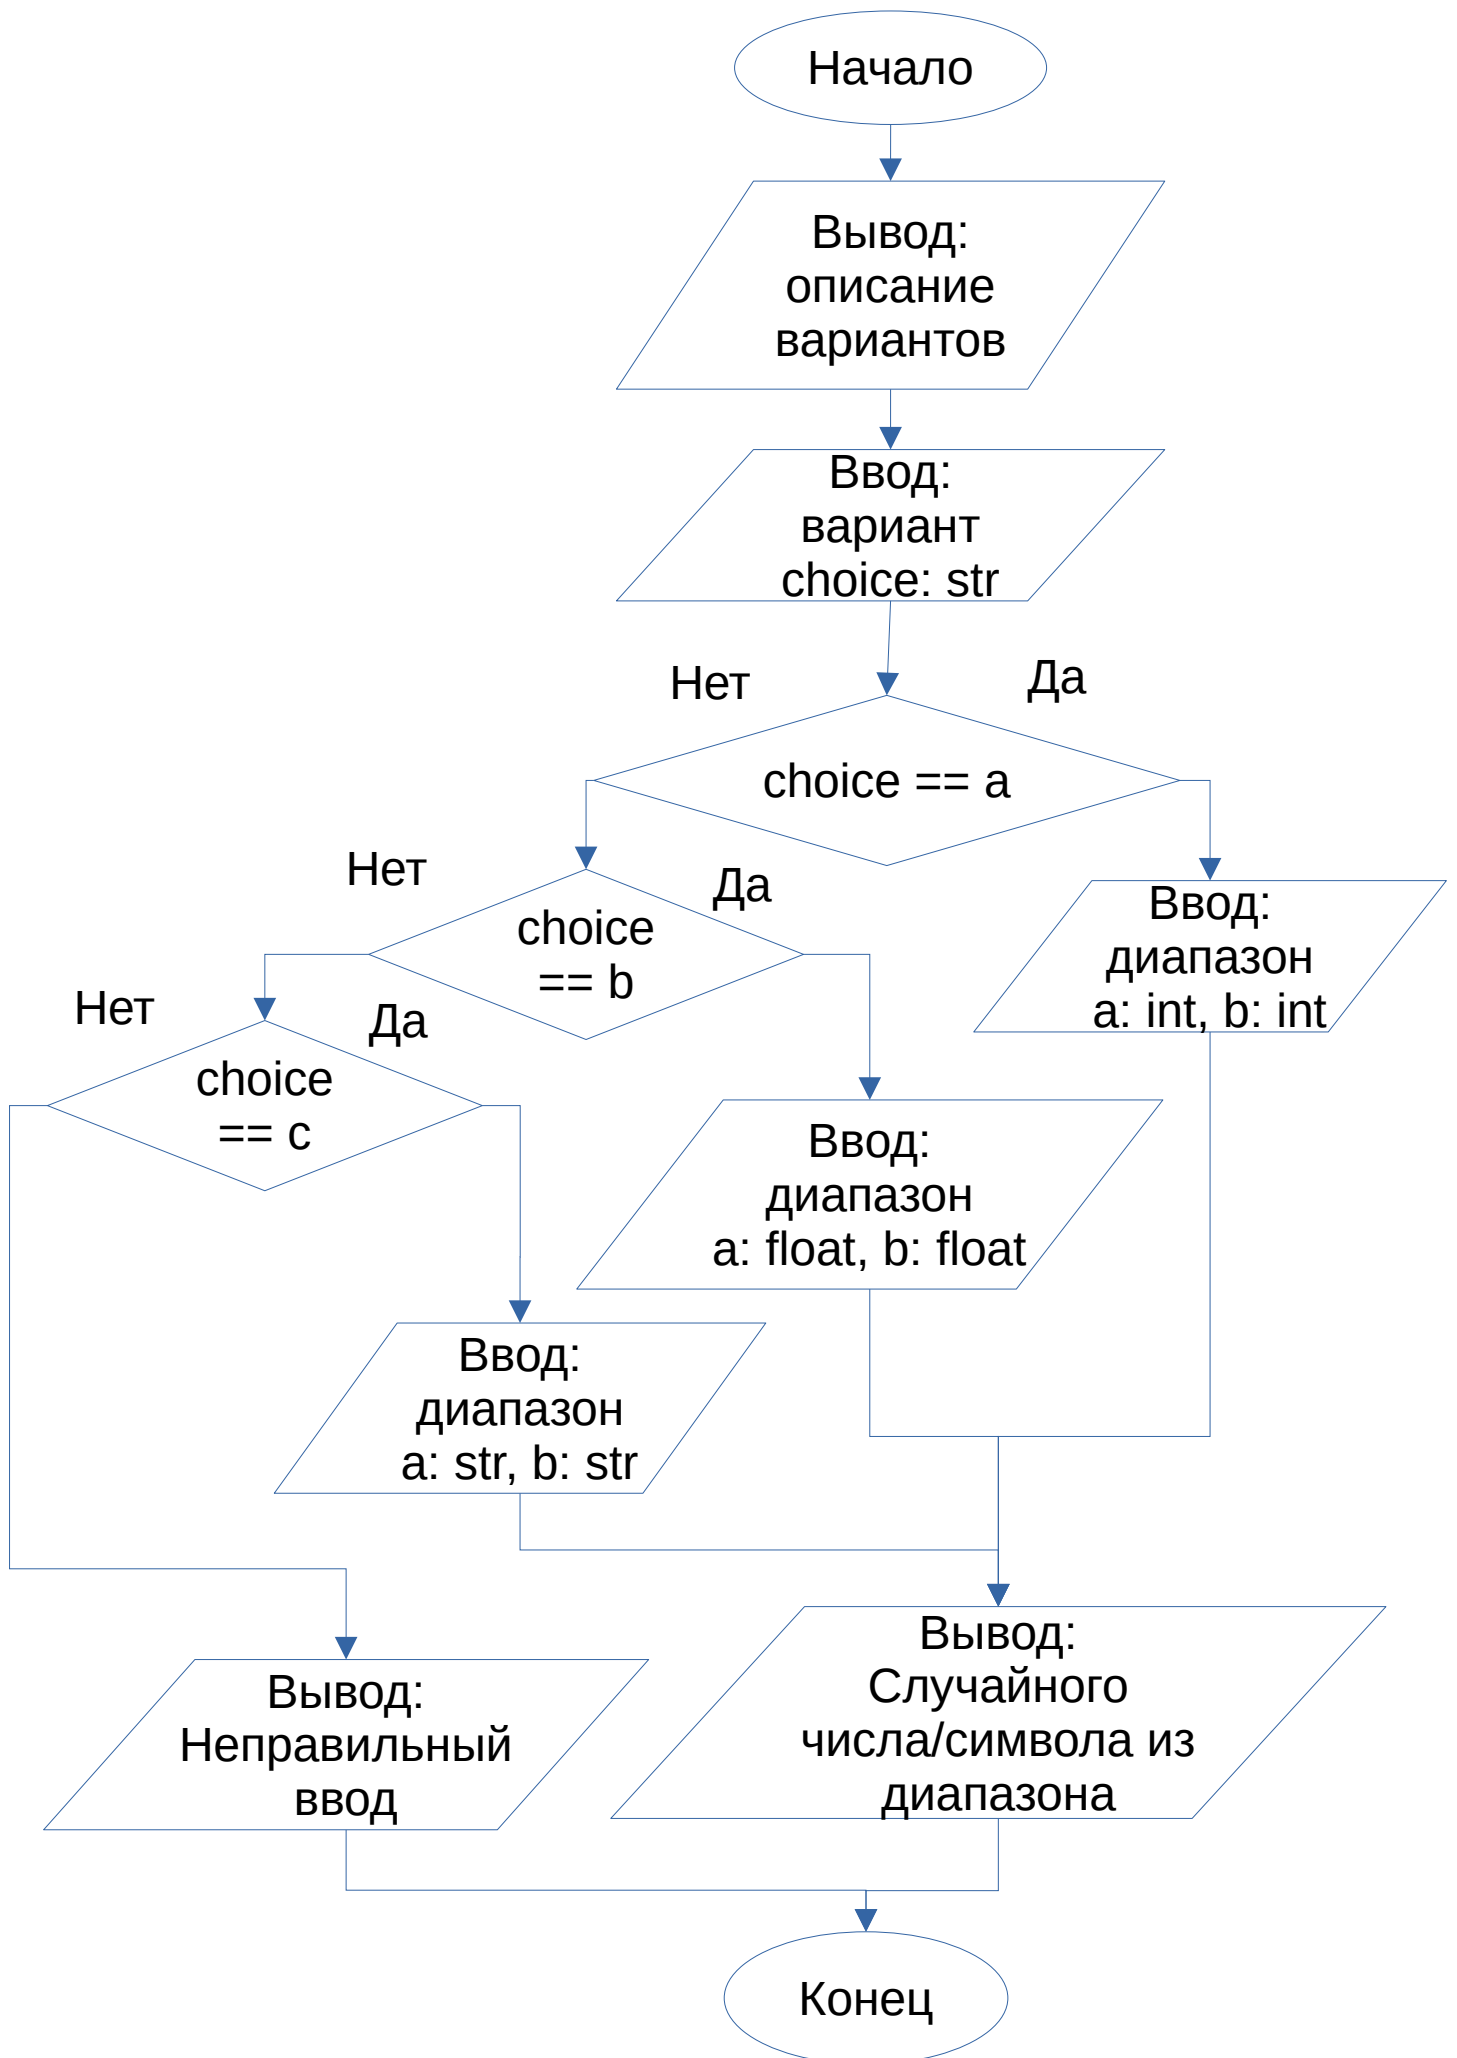 Начало
Вывод:
описание
вариантов
Ввод:
вариант
choice: str
Нет
Да
choice == a
Нет
Да
choice
== b
Ввод:
диапазон
a: int, b: int
Нет
Да
choice
== c
Ввод:
диапазон
a: float, b: float
Ввод:
диапазон
a: str, b: str
Вывод:
Неправильный
ввод
Вывод:
Случайного
числа/символа из
диапазона
Конец